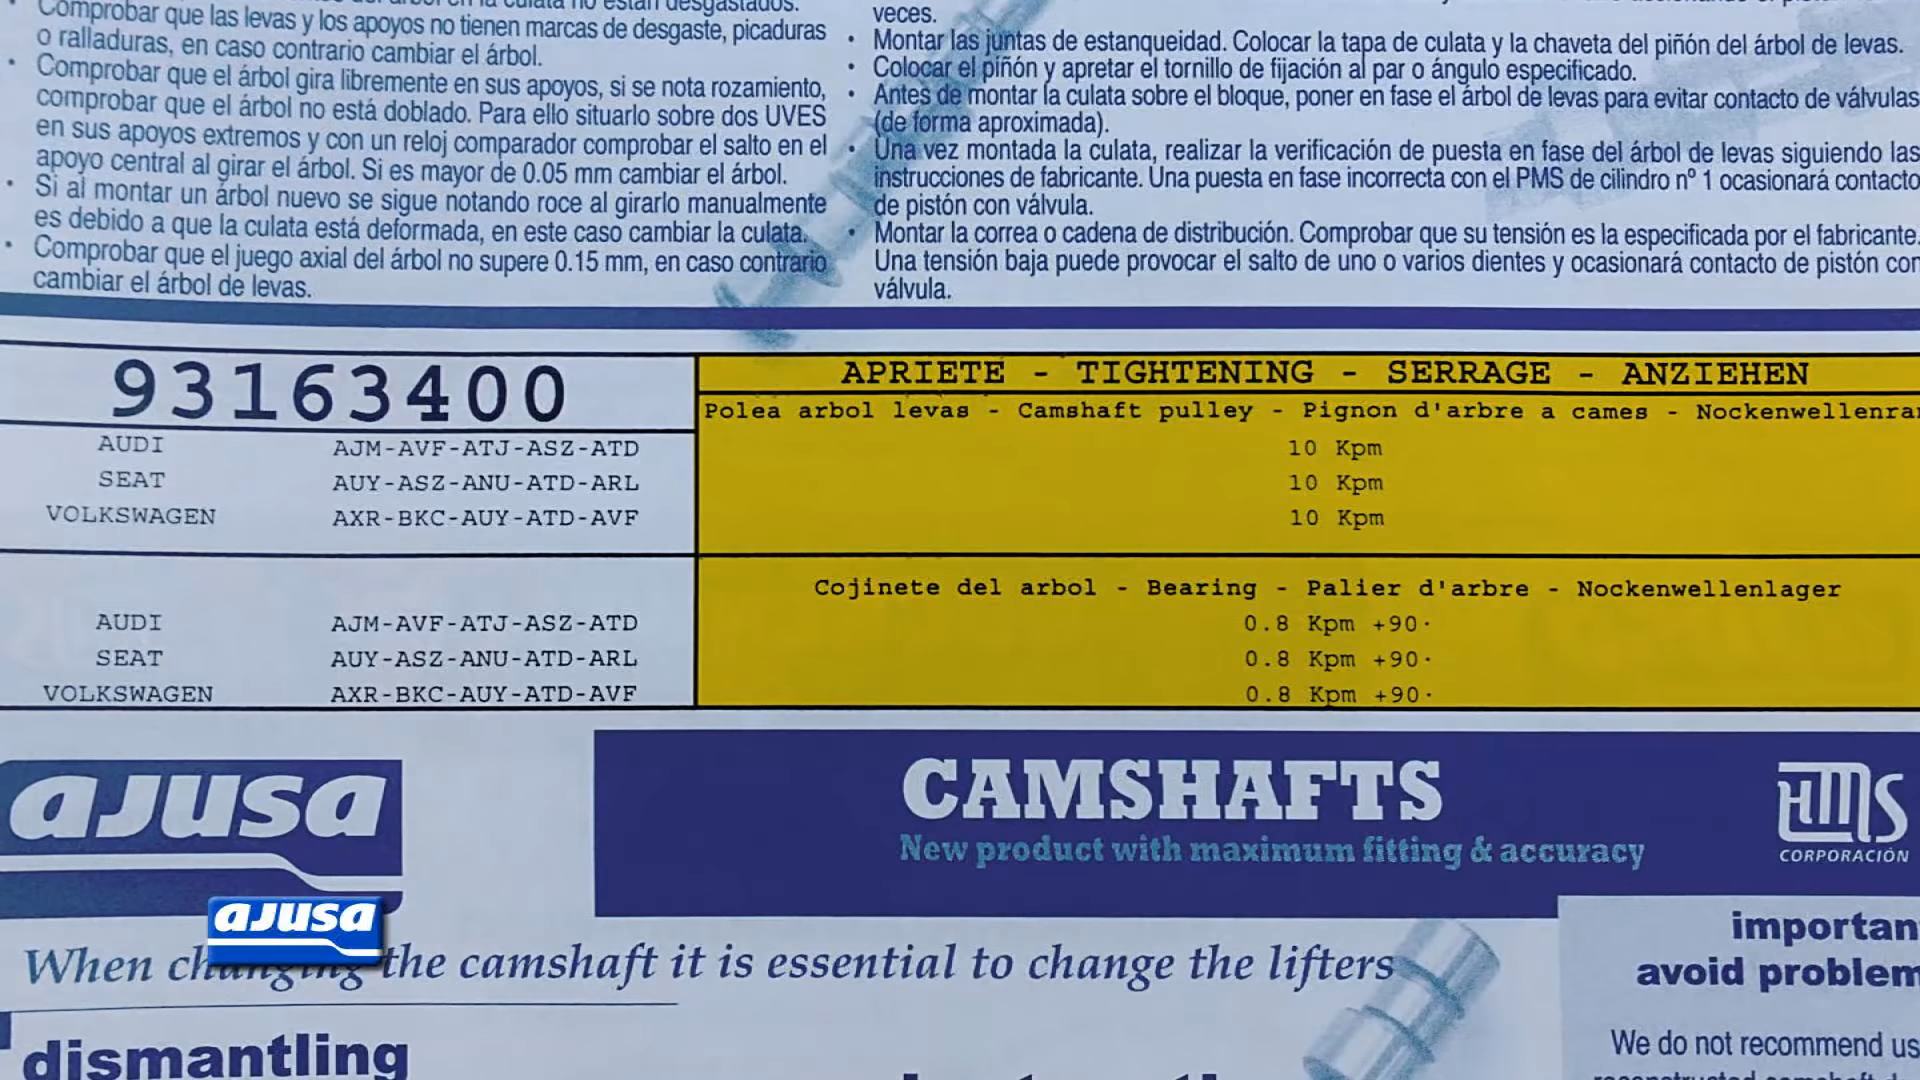 Comprobar que las levas y los apoyos no tienen marcas de desgaste, picaduras
o ralladuras, en caso contrario cambiar el árbol.
• Comprobar que el árbol gira libremente en sus apoyos, si se nota rozamiento,
comprobar que el árbol no está doblado. Para ello situarlo sobre dos UVES
en sus apoyos extremos y con un reloj comparador comprobar el salto en el
apoyo central al girar el árbol. Si es mayor de 0.05 mm cambiar el árbol.
• Si al montar un árbol nuevo se sigue notando roce al girarlo manualmente
es debido a que la culata está deformada, en este caso cambiar la culata.
• Comprobar que el juego axial del árbol no supere 0.15 mm, en caso contrario
cambiar el árbol de levas.
veces.
• Montar las juntas de estanqueidad. Colocar la tapa de culata y la chaveta del piñón del árbol de levas.
• Colocar el piñón y apretar el tornillo de fijación al par o ángulo especificado.
• Antes de montar la culata sobre el bloque, poner en fase el árbol de levas para evitar contacto de válvulas
(de forma aproximada).
• Una vez montada la culata, realizar la verificación de puesta en fase del árbol de levas siguiendo las
instrucciones de fabricante. Una puesta en fase incorrecta con el PMS de cilindro nº 1 ocasionará contacto
de pistón con válvula.
• Montar la correa o cadena de distribución. Comprobar que su tensión es la especificada por el fabricante.
Una tensión baja puede provocar el salto de uno o varios dientes y ocasionará contacto de pistón con
válvula.
93163400
APRIETE - TIGHTENING - SERRAGE - ANZIEHEN
Polea arbol levas - Camshaft pulley - Pignon d'arbre a cames - Nockenwellenra
AUDI AJM-AVF-ATJ-ASZ-ATD 10 Kpm
SEAT AUY-ASZ-ANU-ATD-ARL 10 Kpm
VOLKSWAGEN AXR-BKC-AUY-ATD-AVF 10 Kpm
Cojinete del arbol - Bearing - Palier d'arbre - Nockenwellenlager
AUDI AJM-AVF-ATJ-ASZ-ATD 0.8 Kpm +90·
SEAT AUY-ASZ-ANU-ATD-ARL 0.8 Kpm +90·
VOLKSWAGEN AXR-BKC-AUY-ATD-AVF 0.8 Kpm +90·
ajusa
CAMSHAFTS
New product with maximum fitting & accuracy
HMS
CORPORACIÓN
ajusa
When changing the camshaft it is essential to change the lifters
importan
avoid problem
dismantling
We do not recommend us